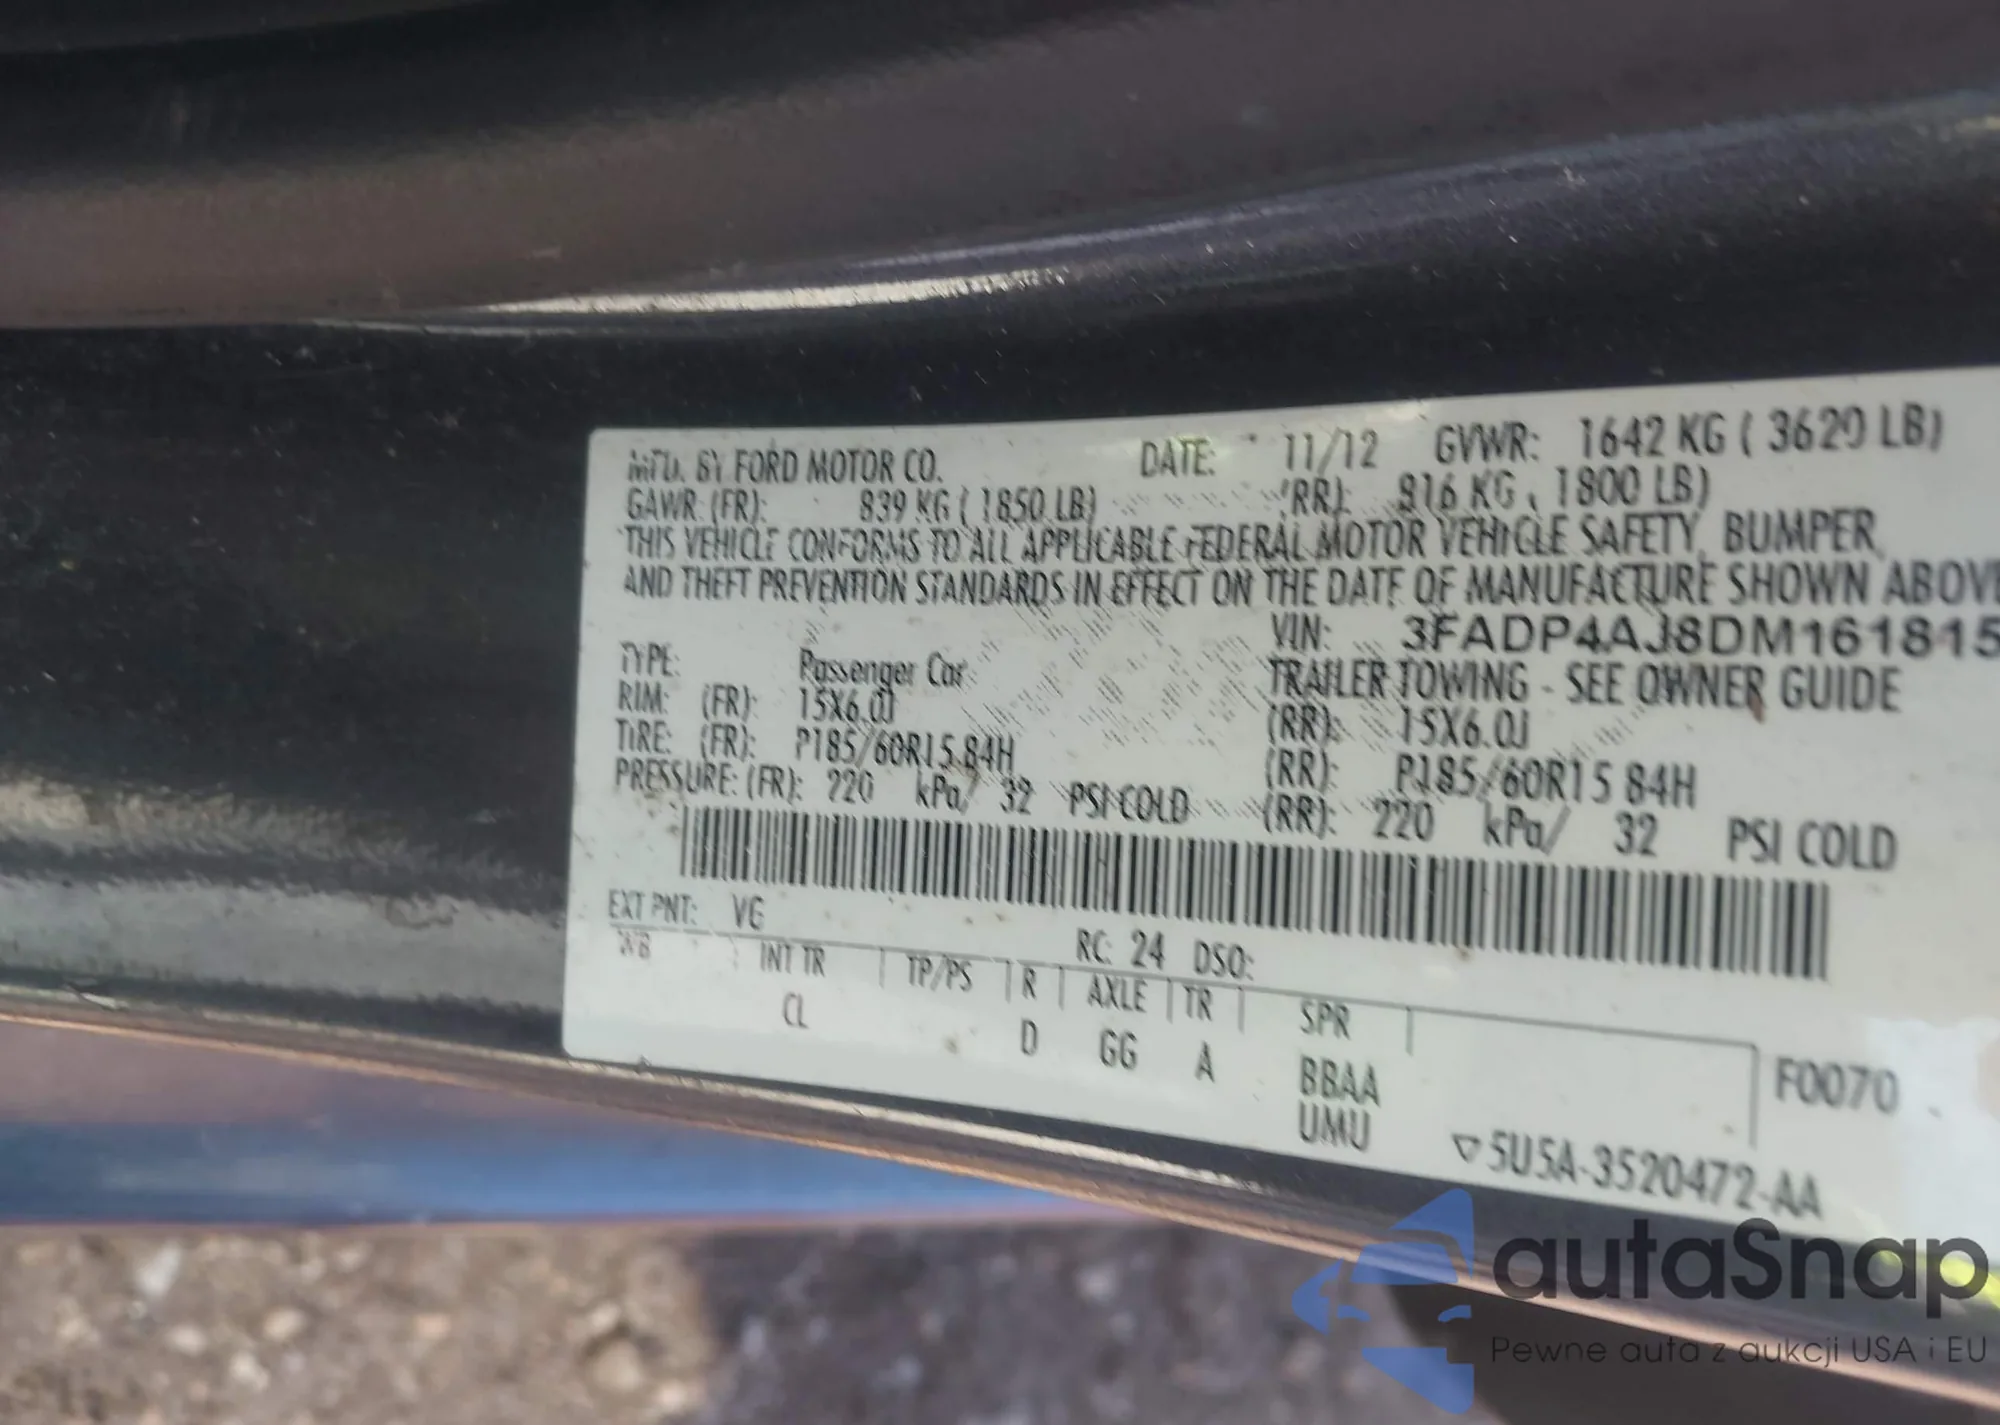 MFD. BY FORD MOTOR CO. DATE: 11/12 GVWR: 1642 KG ( 3620 LB)
GAWR: (FR): 839 KG ( 1850 LB) (RR): 816 KG , 1800 LB)
THIS VEHICLE CONFORMS TO ALL APPLICABLE FEDERAL MOTOR VEHICLE SAFETY, BUMPER,
AND THEFT PREVENTION STANDARDS IN EFFECT ON THE DATE OF MANUFACTURE SHOWN ABOVE
VIN: 3FADP4AJ8DM161815
TYPE: Passenger Car TRAILER TOWING - SEE OWNER GUIDE
RIM: (FR): 15X6.0J (RR): 15X6.0J
TIRE: (FR): P185/60R15 84H (RR): P185/60R15 84H
PRESSURE: (FR): 220 kPa/ 32 PSI COLD (RR): 220 kPa/ 32 PSI COLD
EXT PNT: VG RC: 24 DSO:
WB INT TR TP/PS R AXLE TR SPR
CL D GG A BBAA F0070
UMU
▽5U5A-3520472-AA
autaSnap
Pewne auta z aukcji USA i EU